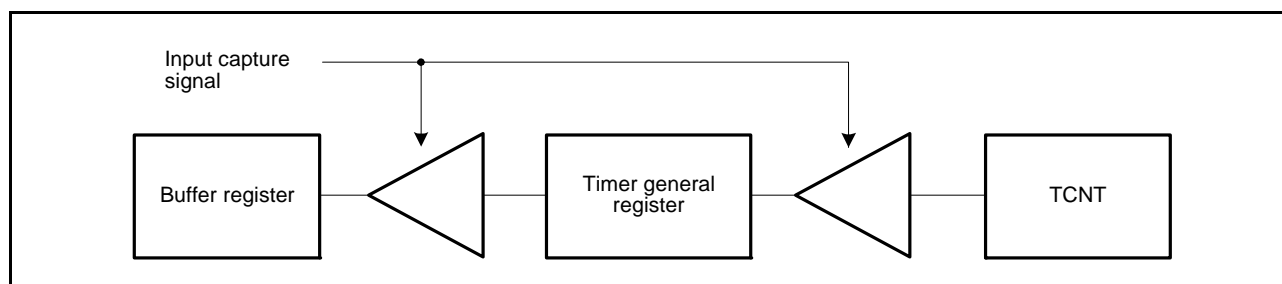 Input capture
signal
Buffer register
Timer general
register
TCNT